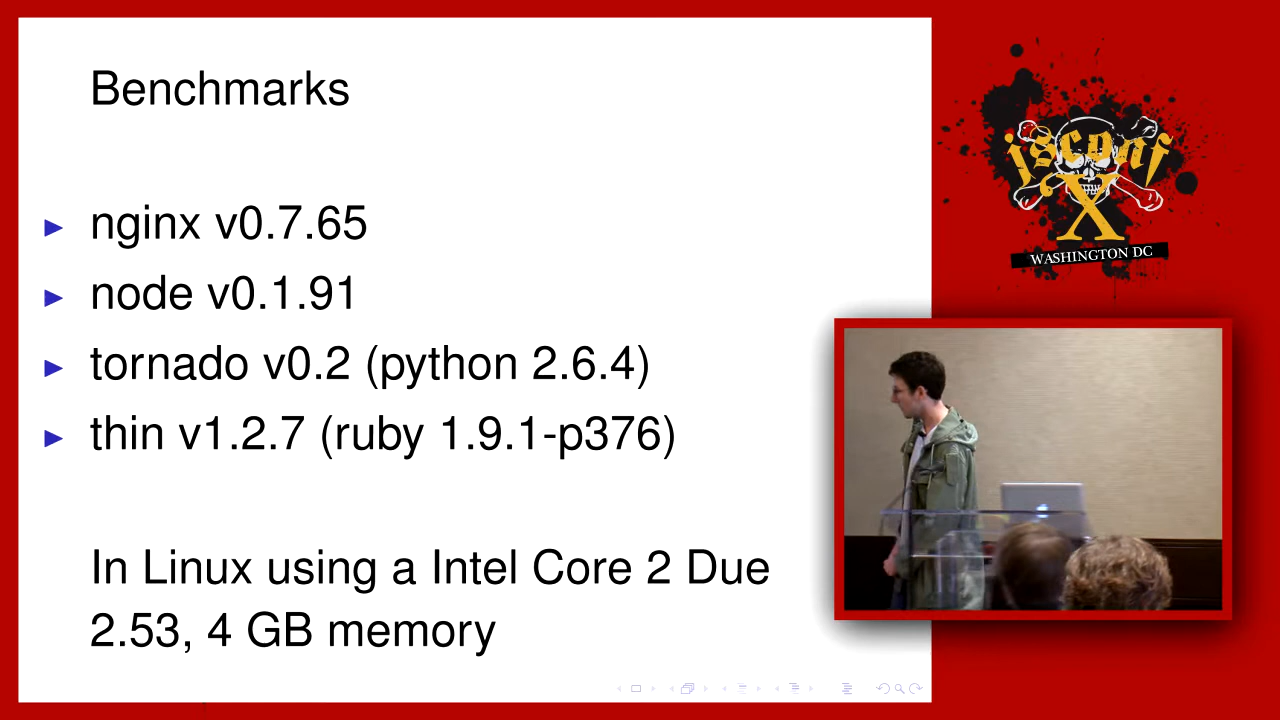 Benchmarks
nginx v0.7.65
node v0.1.91
tornado v0.2 (python 2.6.4)
thin v1.2.7 (ruby 1.9.1-p376)
In Linux using a Intel Core 2 Due
2.53, 4 GB memory
jsconf
X
WASHINGTON DC